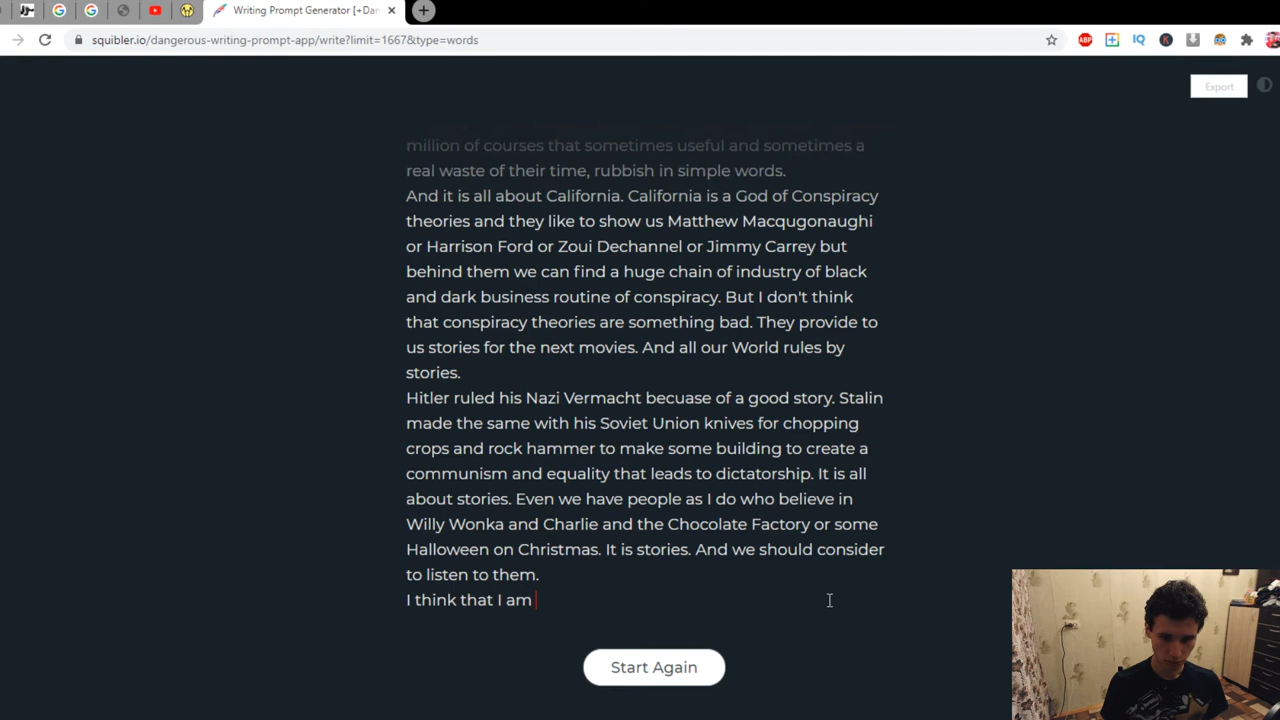 Writing Prompt Generator [+Dan
squibler.io/dangerous-writing-prompt-app/write?limit=1667&type=words
ABP
IQ
K
Export
million of courses that sometimes useful and sometimes a
real waste of their time, rubbish in simple words.
And it is all about California. California is a God of Conspiracy
theories and they like to show us Matthew Macqugonaughi
or Harrison Ford or Zoui Dechannel or Jimmy Carrey but
behind them we can find a huge chain of industry of black
and dark business routine of conspiracy. But I don't think
that conspiracy theories are something bad. They provide to
us stories for the next movies. And all our World rules by
stories.
Hitler ruled his Nazi Vermacht becuase of a good story. Stalin
made the same with his Soviet Union knives for chopping
crops and rock hammer to make some building to create a
communism and equality that leads to dictatorship. It is all
about stories. Even we have people as I do who believe in
Willy Wonka and Charlie and the Chocolate Factory or some
Halloween on Christmas. It is stories. And we should consider
to listen to them.
I think that I am
Start Again